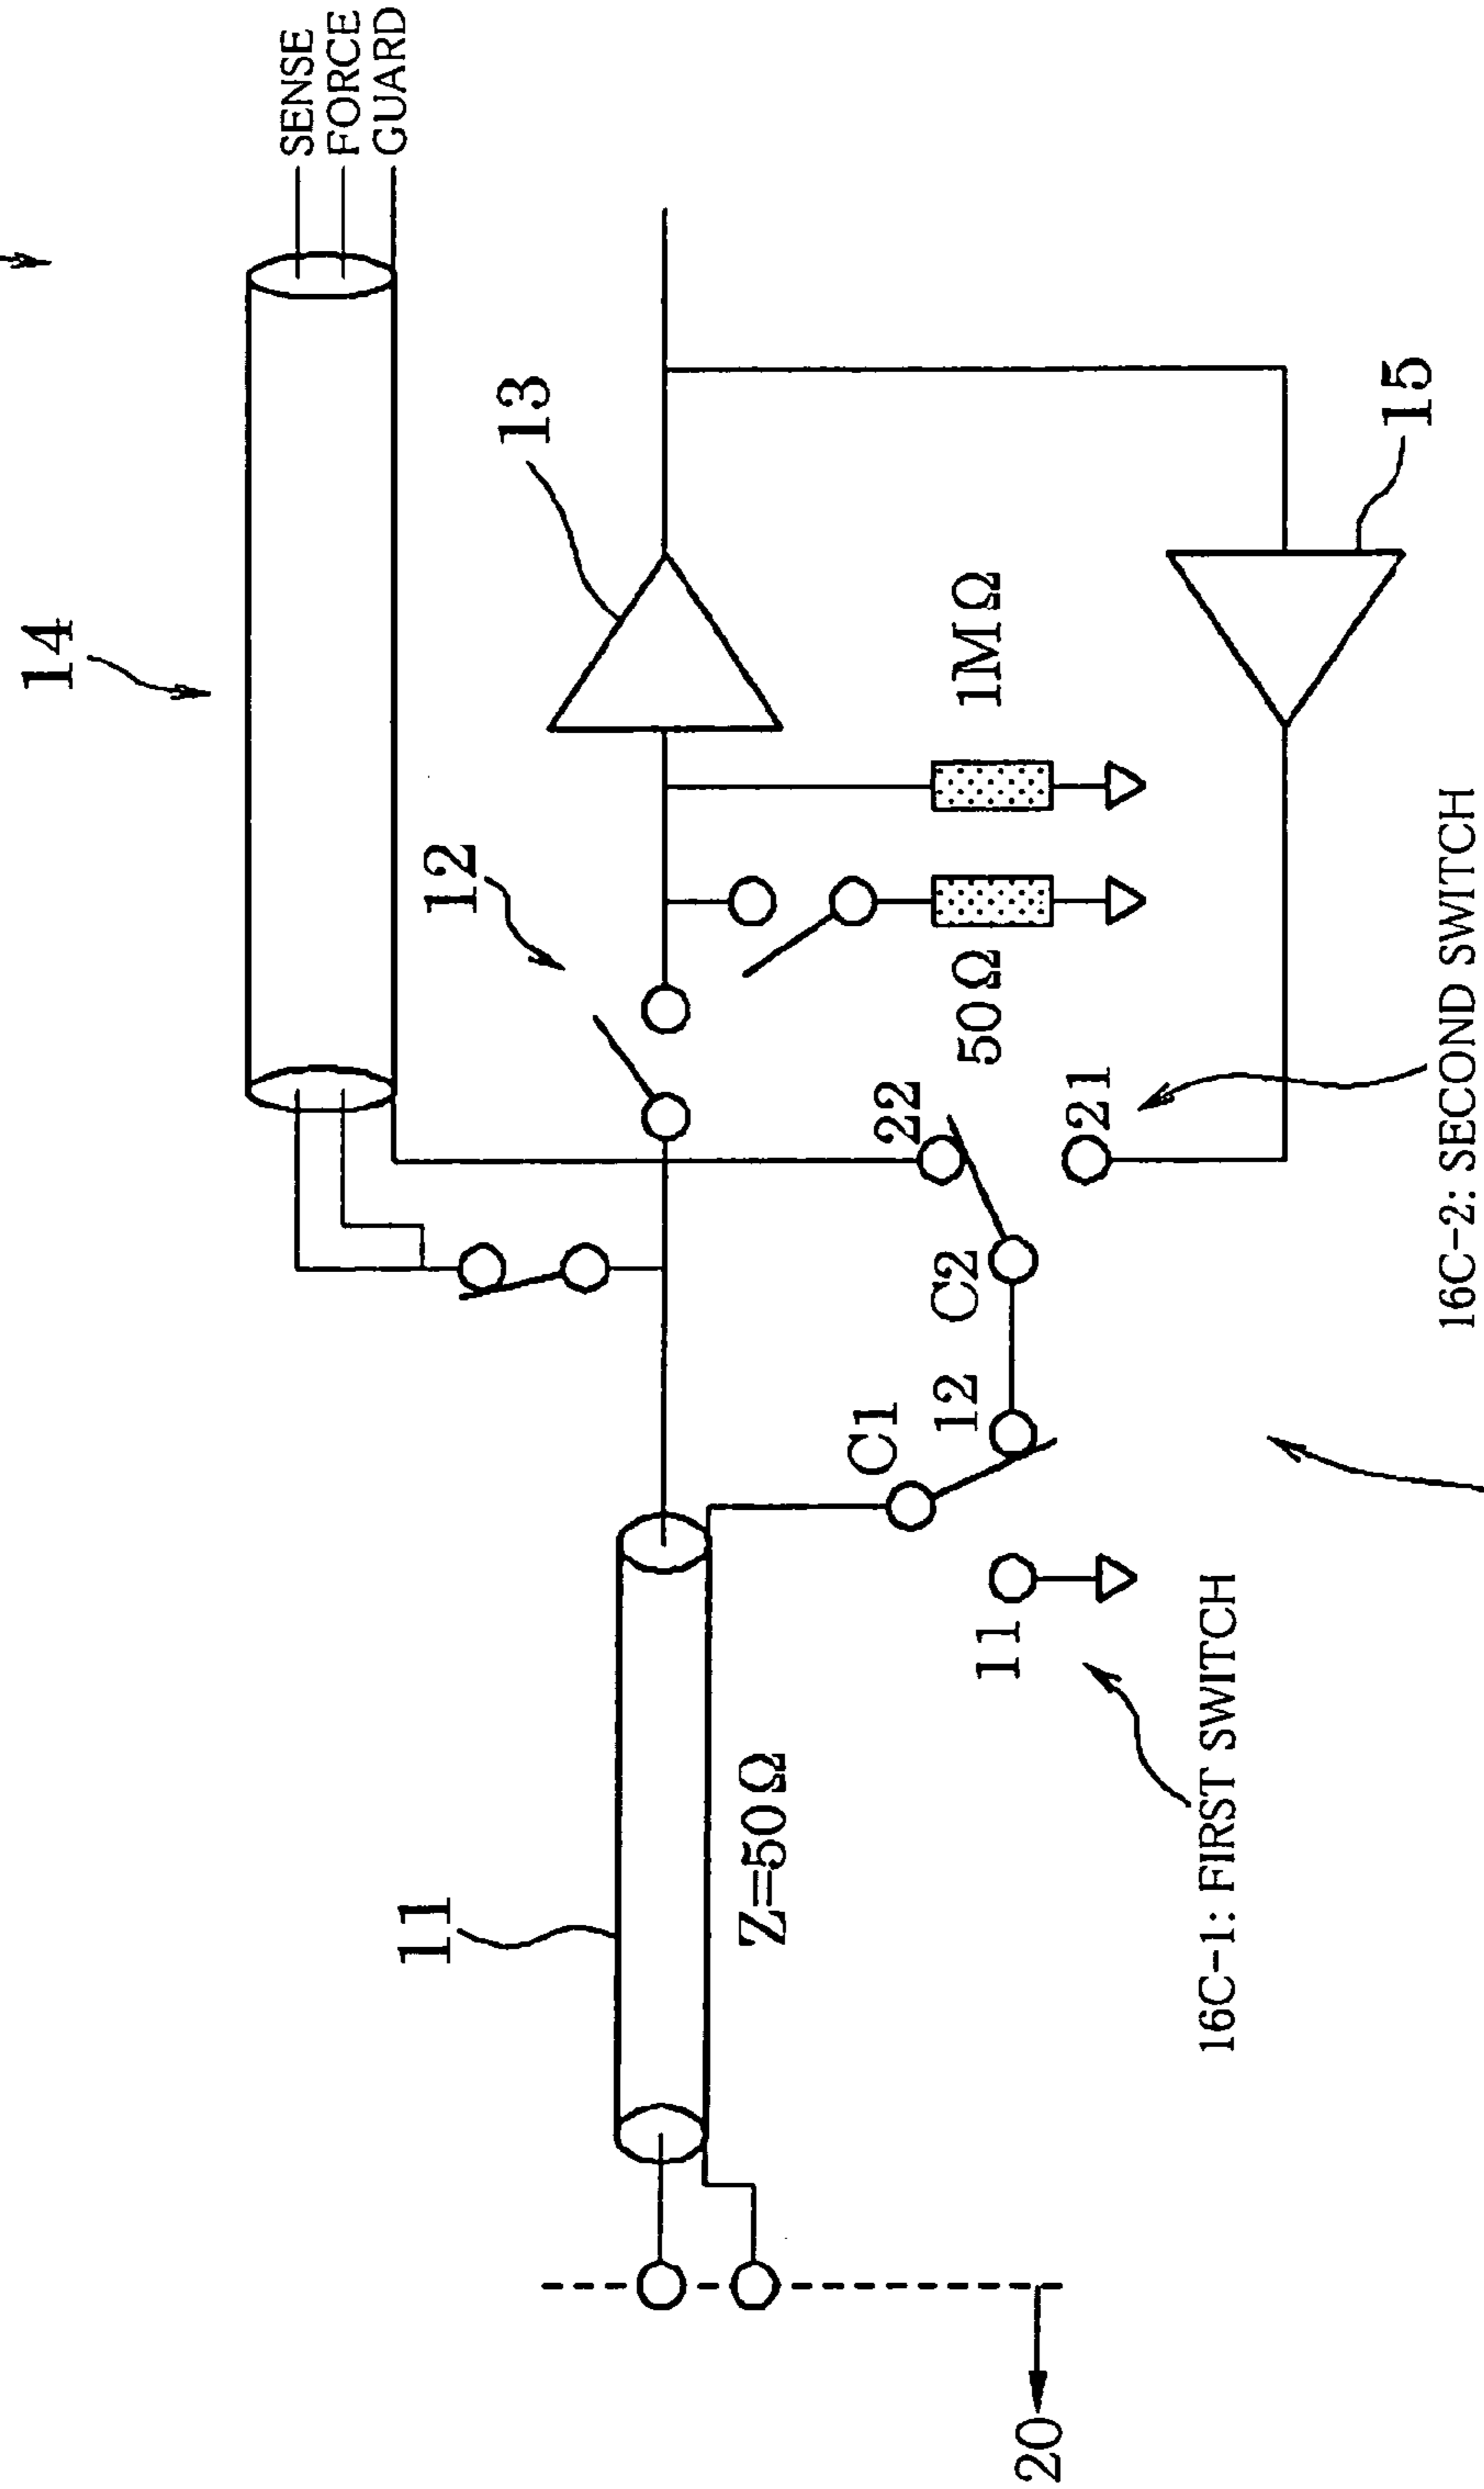 SENSE
FORCE
GUARD
14
13
12
1MΩ
50Ω
15
22
21
C2
12
C1
11
16C-2: SECOND SWITCH
16C-1: FIRST SWITCH
11
Z=50Ω
20